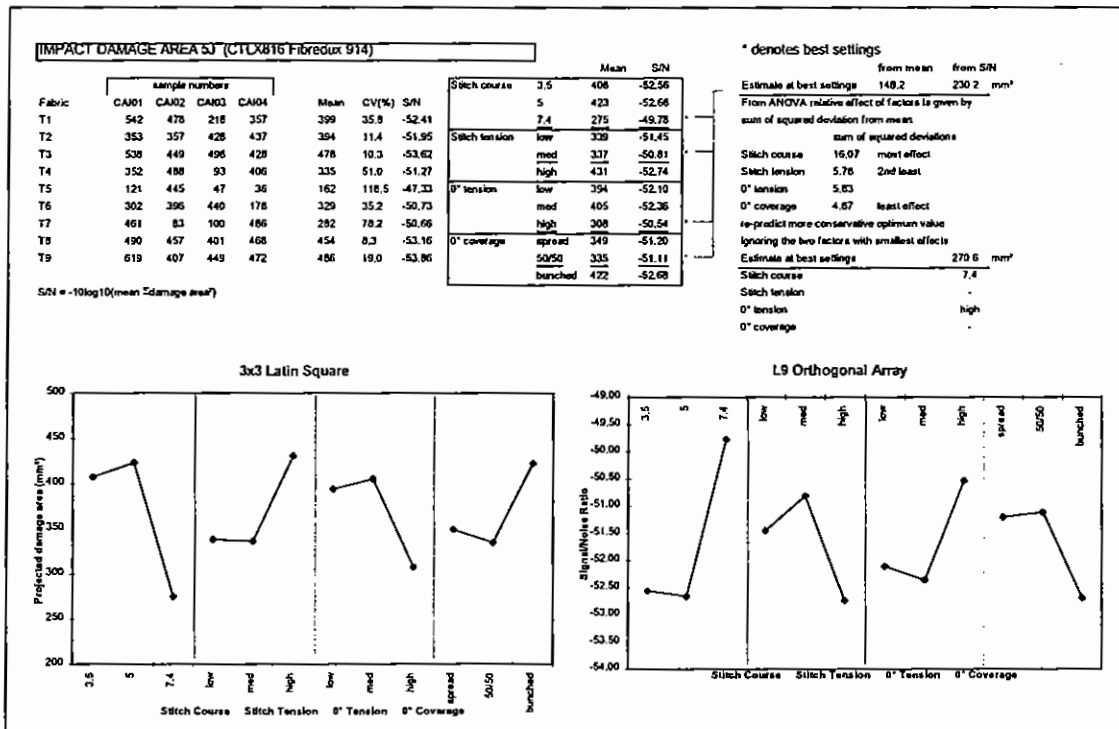 IMPACT DAMAGE AREA 5J (CTLX816 Fibredux 914)
sample numbers
Fabric CAI01 CAI02 CAI03 CAI04 Mean CV(%) S/N
T1 542 478 218 357 399 35,8 -52,41
T2 353 357 428 437 394 11.4 -51,95
T3 538 449 496 428 478 10,3 -53,62
T4 352 488 93 406 335 51,0 -51,27
T5 121 445 47 36 162 118,5 -47,33
T6 302 396 440 178 329 35.2 -50,73
T7 461 83 100 486 282 78,2 -50,66
T8 490 457 401 468 454 8,3 -53,16
T9 619 407 449 472 486 19,0 -53,86
S/N = -10log10(mean Σdamage area²)
Mean S/N
Stitch course 3,5 408 -52,56
5 423 -52,66
7,4 275 -49,78
Stitch tension low 339 -51,45
med 337 -50,81
high 431 -52,74
0° tension low 394 -52,10
med 405 -52,36
high 308 -50,54
0° coverage spread 349 -51,20
50/50 335 -51,11
bunched 422 -52,68
* denotes best settings
from mean from S/N
Estimate at best settings 148,2 230 2 mm²
From ANOVA relative effect of factors is given by
sum of squared deviation from mean
sum of squared deviations
Stitch course 16,07 most effect
Stitch tension 5,76 2nd least
0° tension 5,83
0° coverage 4,67 least effect
re-predict more conservative optimum value
ignoring the two factors with smallest effects
Estimate at best settings 270 6 mm²
Stitch course 7,4
Stitch tension -
0° tension high
0° coverage -
3x3 Latin Square
Projected damage area (mm²)
500
450
400
350
300
250
200
3.5 5 7.4 low med high low med high spread 50/50 bunched
Stitch Course Stitch Tension 0° Tension 0° Coverage
L9 Orthogonal Array
Signal/Noise Ratio
-49.00
-49.50
-50.00
-50.50
-51.00
-51.50
-52.00
-52.50
-53.00
-53.50
-54.00
3.5 5 7.4 low med high low med high spread 50/50 bunched
Stitch Course Stitch Tension 0° Tension 0° Coverage